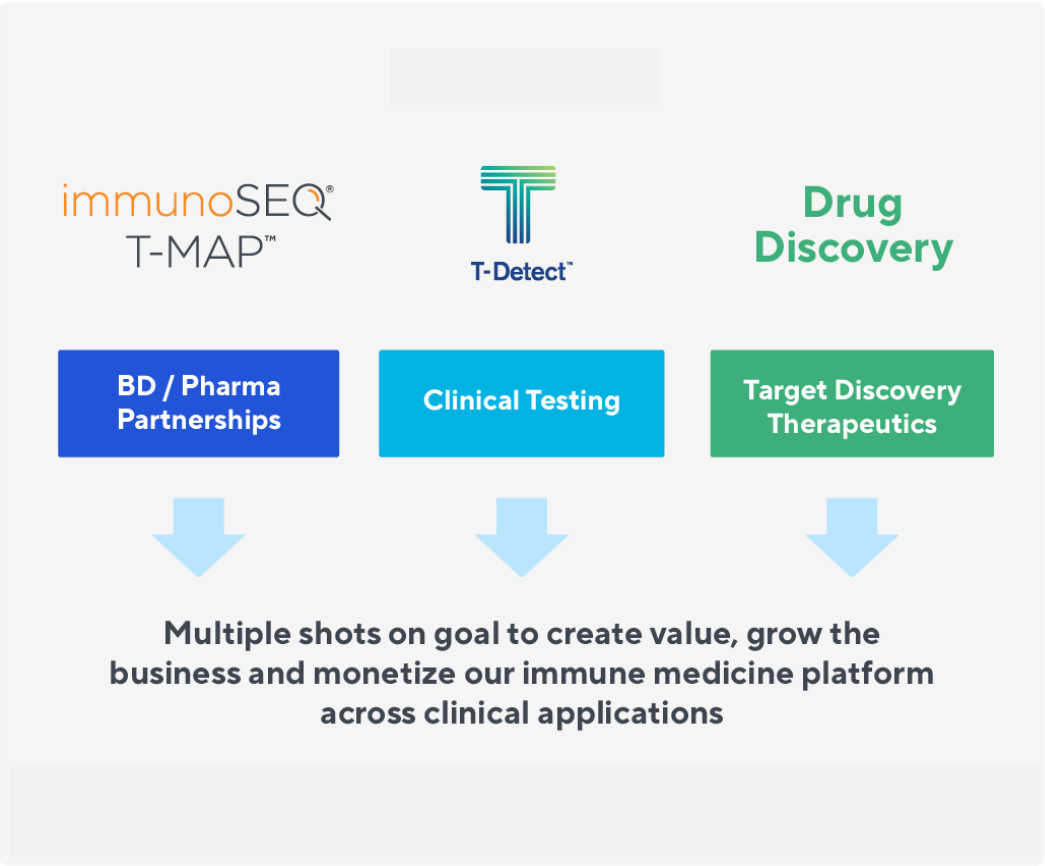 immunoSEQ®
T-MAP™
T-Detect™
Drug
Discovery
BD / Pharma
Partnerships
Clinical Testing
Target Discovery
Therapeutics
Multiple shots on goal to create value, grow the
business and monetize our immune medicine platform
across clinical applications